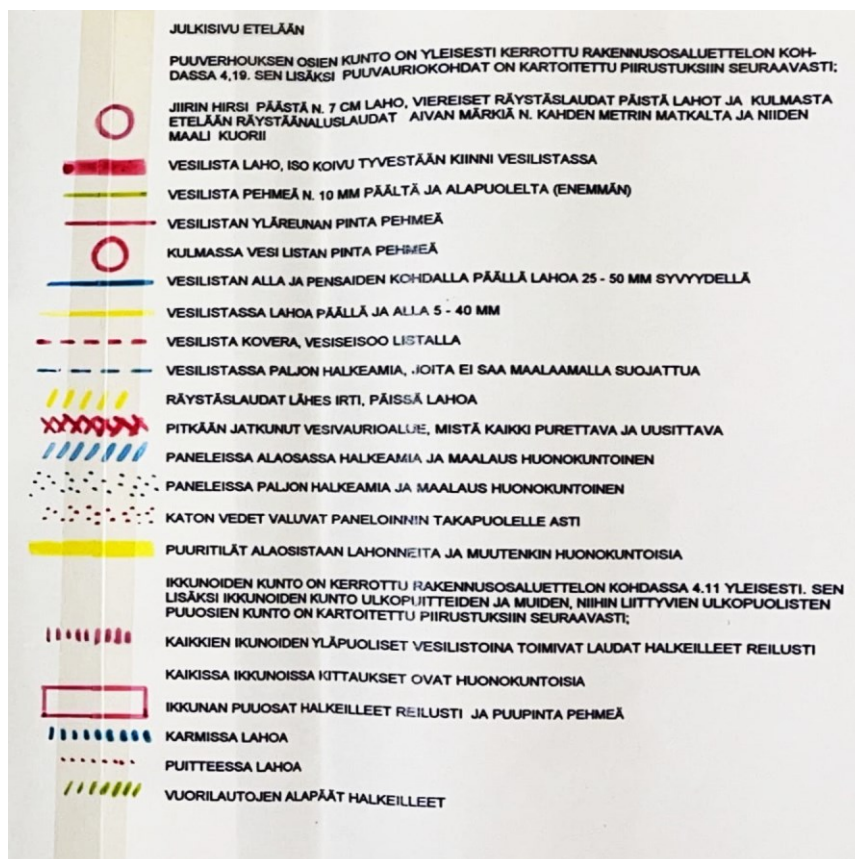 JULKISIVU ETELÄÄN
PUUVERHOUKSEN OSIEN KUNTO ON YLEISESTI KERROTTU RAKENNUSOSALUETTELON KOH-
DASSA 4,19. SEN LISÄKSI PUUVAURIOKOHDAT ON KARTOITETTU PIIRUSTUKSIIN SEURAAVASTI;
JIIRIN HIRSI PÄÄSTÄ N. 7 CM LAHO, VIEREISET RÄYSTÄSLAUDAT PÄISTÄ LAHOT JA KULMASTA
ETELÄÄN RÄYSTÄÄNALUSLAUDAT AIVAN MÄRKIÄ N. KAHDEN METRIN MATKALTA JA NIIDEN
MAALI KUORII
VESILISTA LAHO, ISO KOIVU TYVESTÄÄN KIINNI VESILISTASSA
VESILISTA PEHMEÄ N. 10 MM PÄÄLTÄ JA ALAPUOLELTA (ENEMMÄN)
VESILISTAN YLÄREUNAN PINTA PEHMEÄ
KULMASSA VESI LISTAN PINTA PEHMEÄ
VESILISTAN ALLA JA PENSAIDEN KOHDALLA PÄÄLLÄ LAHOA 25 - 50 MM SYVYYDELLÄ
VESILISTASSA LAHOA PÄÄLLÄ JA ALLA 5 - 40 MM
VESILISTA KOVERA, VESISEISOO LISTALLA
VESILISTASSA PALJON HALKEAMIA, JOITA EI SAA MAALAAMALLA SUOJATTUA
RÄYSTÄSLAUDAT LÄHES IRTI, PÄISSÄ LAHOA
PITKÄÄN JATKUNUT VESIVAURIOALUE, MISTÄ KAIKKI PURETTAVA JA UUSITTAVA
PANELEISSA ALAOSASSA HALKEAMIA JA MAALAUS HUONOKUNTOINEN
PANELEISSA PALJON HALKEAMIA JA MAALAUS HUONOKUNTOINEN
KATON VEDET VALUVAT PANELOINNIN TAKAPUOLELLE ASTI
PUURITILÄT ALAOSISTAAN LAHONNEITA JA MUUTENKIN HUONOKUNTOISIA
IKKUNOIDEN KUNTO ON KERROTTU RAKENNUSOSALUETTELON KOHDASSA 4.11 YLEISESTI. SEN
LISÄKSI IKKUNOIDEN KUNTO ULKOPUITTEIDEN JA MUIDEN, NIIHIN LIITTYVIEN ULKOPUOLISTEN
PUUOSIEN KUNTO ON KARTOITETTU PIIRUSTUKSIIN SEURAAVASTI;
KAIKKIEN IKUNOIDEN YLÄPUOLISET VESILISTOINA TOIMIVAT LAUDAT HALKEILLEET REILUSTI
KAIKISSA IKKUNOISSA KITTAUKSET OVAT HUONOKUNTOISIA
IKKUNAN PUUOSAT HALKEILLEET REILUSTI JA PUUPINTA PEHMEÄ
KARMISSA LAHOA
PUITTEESSA LAHOA
VUORILAUTOJEN ALAPÄÄT HALKEILLEET